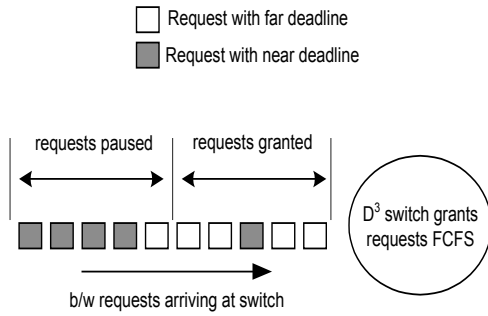 Request with far deadline
Request with near deadline
requests paused
requests granted
D³ switch grants
requests FCFS
b/w requests arriving at switch